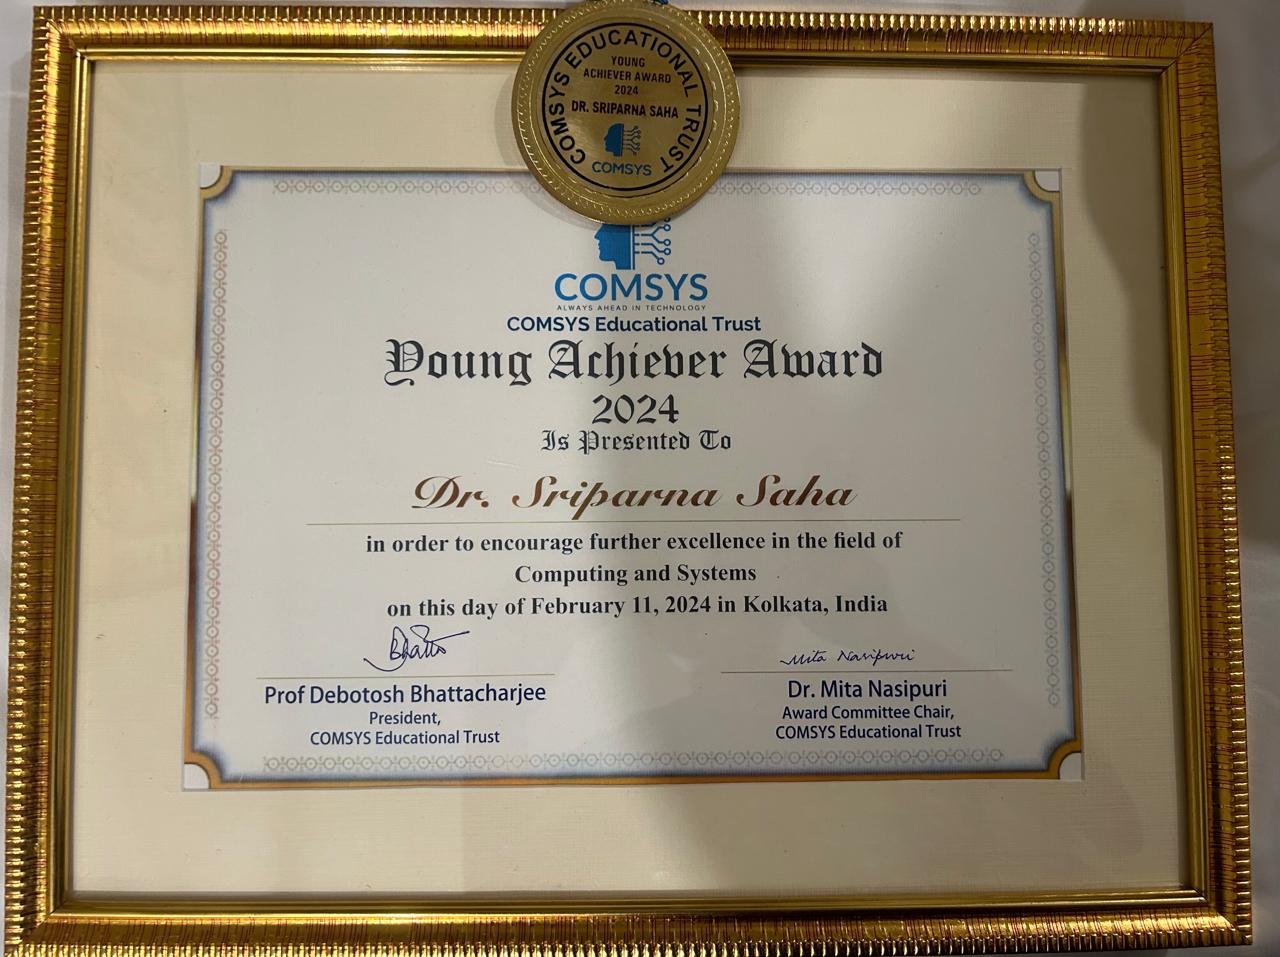 COMSYS EDUCATIONAL TRUST
YOUNG
ACHIEVER AWARD
2024
DR. SRIPARNA SAHA
COMSYS
COMSYS
ALWAYS AHEAD IN TECHNOLOGY
COMSYS Educational Trust
Young Achiever Award
2024
Is Presented To
Dr. Sriparna Saha
in order to encourage further excellence in the field of
Computing and Systems
on this day of February 11, 2024 in Kolkata, India
Mita Nasipuri
Prof Debotosh Bhattacharjee
President,
COMSYS Educational Trust
Dr. Mita Nasipuri
Award Committee Chair,
COMSYS Educational Trust